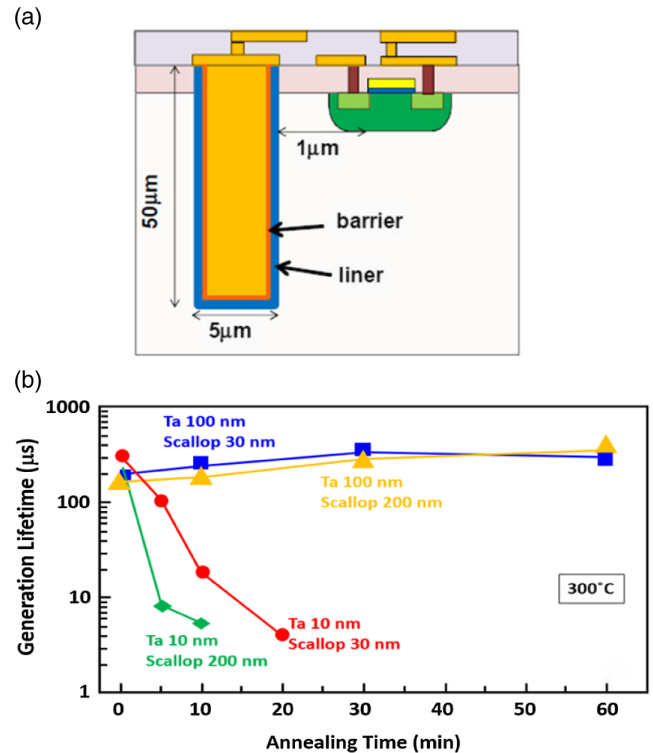 (a)
50μm
1μm
barrier
liner
5μm
(b)
1000
100
10
1
Generation Lifetime (μs)
Ta 100 nm
Scallop 30 nm
Ta 100 nm
Scallop 200 nm
300˚C
Ta 10 nm
Scallop 30 nm
Ta 10 nm
Scallop 200 nm
0 10 20 30 40 50 60
Annealing Time (min)